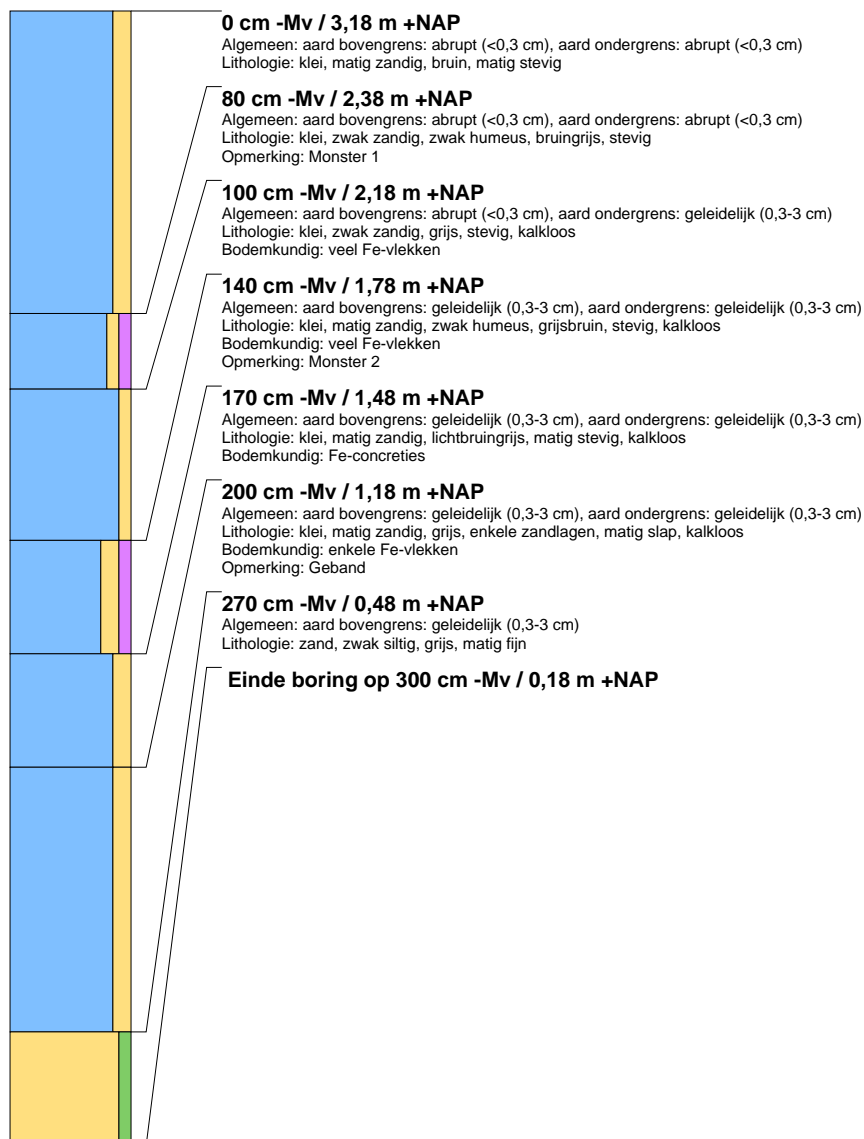 0 cm -Mv / 3,18 m +NAP
Algemeen: aard bovengrens: abrupt (<0,3 cm), aard ondergrens: abrupt (<0,3 cm)
Lithologie: klei, matig zandig, bruin, matig stevig
80 cm -Mv / 2,38 m +NAP
Algemeen: aard bovengrens: abrupt (<0,3 cm), aard ondergrens: abrupt (<0,3 cm)
Lithologie: klei, zwak zandig, zwak humeus, bruingrijs, stevig
Opmerking: Monster 1
100 cm -Mv / 2,18 m +NAP
Algemeen: aard bovengrens: abrupt (<0,3 cm), aard ondergrens: geleidelijk (0,3-3 cm)
Lithologie: klei, zwak zandig, grijs, stevig, kalkloos
Bodemkundig: veel Fe-vlekken
140 cm -Mv / 1,78 m +NAP
Algemeen: aard bovengrens: geleidelijk (0,3-3 cm), aard ondergrens: geleidelijk (0,3-3 cm)
Lithologie: klei, matig zandig, zwak humeus, grijsbruin, stevig, kalkloos
Bodemkundig: veel Fe-vlekken
Opmerking: Monster 2
170 cm -Mv / 1,48 m +NAP
Algemeen: aard bovengrens: geleidelijk (0,3-3 cm), aard ondergrens: geleidelijk (0,3-3 cm)
Lithologie: klei, matig zandig, lichtbruingrijs, matig stevig, kalkloos
Bodemkundig: Fe-concreties
200 cm -Mv / 1,18 m +NAP
Algemeen: aard bovengrens: geleidelijk (0,3-3 cm), aard ondergrens: geleidelijk (0,3-3 cm)
Lithologie: klei, matig zandig, grijs, enkele zandlagen, matig slap, kalkloos
Bodemkundig: enkele Fe-vlekken
Opmerking: Geband
270 cm -Mv / 0,48 m +NAP
Algemeen: aard bovengrens: geleidelijk (0,3-3 cm)
Lithologie: zand, zwak siltig, grijs, matig fijn
Einde boring op 300 cm -Mv / 0,18 m +NAP